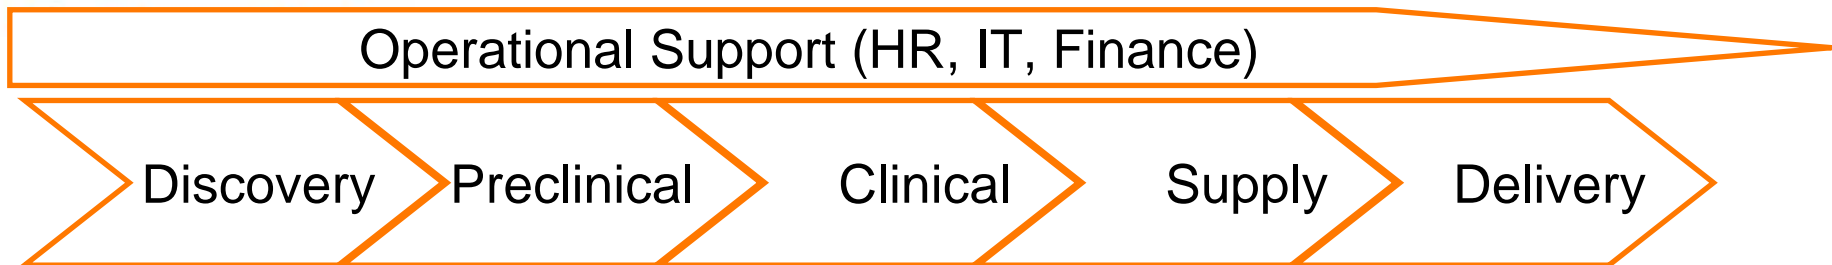 Operational Support (HR, IT, Finance)
Discovery Preclinical Clinical Supply Delivery